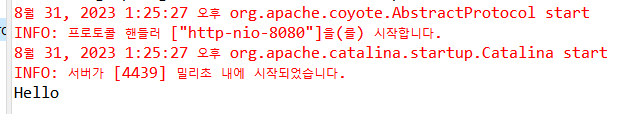 8월 31, 2023 1:25:27 오후 org.apache.coyote.AbstractProtocol start
INFO: 프로토콜 핸들러 ["http-nio-8080"]을(를) 시작합니다.
8월 31, 2023 1:25:27 오후 org.apache.catalina.startup.Catalina start
INFO: 서버가 [4439] 밀리초 내에 시작되었습니다.
Hello